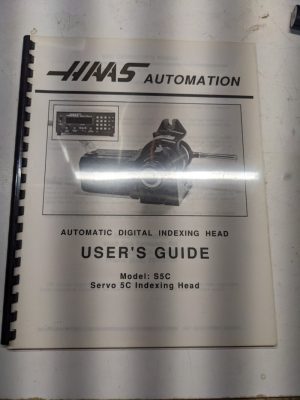 HAAS AUTOMATION
AUTOMATIC DIGITAL INDEXING HEAD
USER'S GUIDE
Model: S5C
Servo 5C Indexing Head